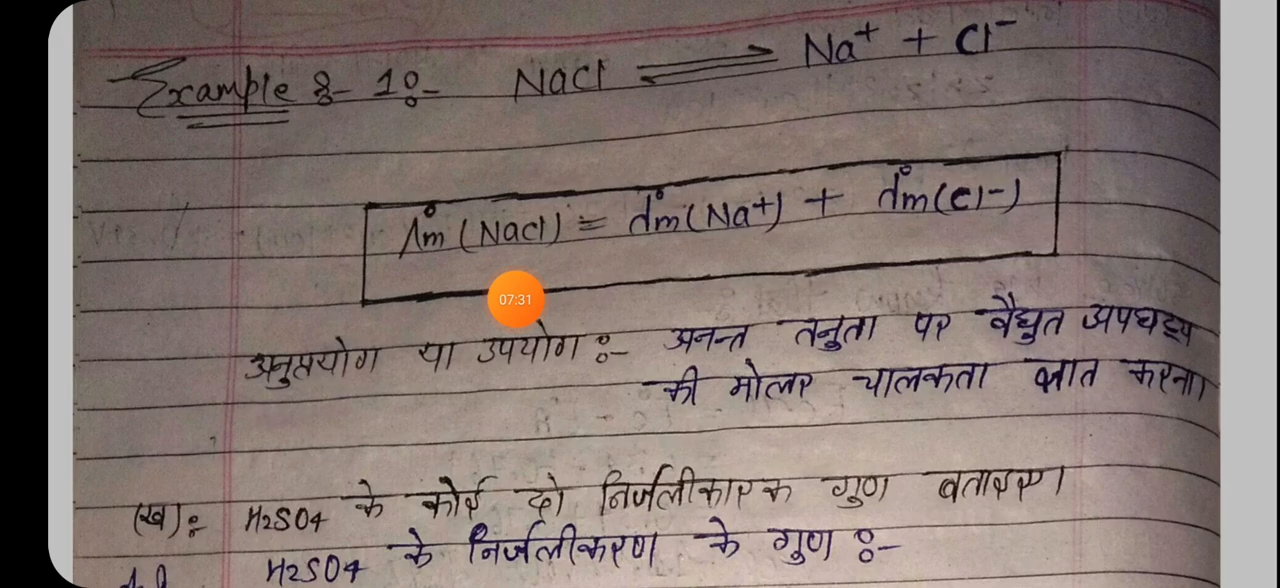 Example :- 1:- NaCl ⇌ Na⁺ + Cl⁻
Λ°m (NaCl) = λ°m (Na+) + λ°m (Cl-)
07:31
अनुप्रयोग या उपयोग :- अनन्त तनुता पर वैद्युत अपघट्य
की मोलर चालकता ज्ञात करना।
(ख):- H2SO4 के कोई दो निर्जलीकारक गुण बताइए।
H2SO4 के निर्जलीकरण के गुण :-